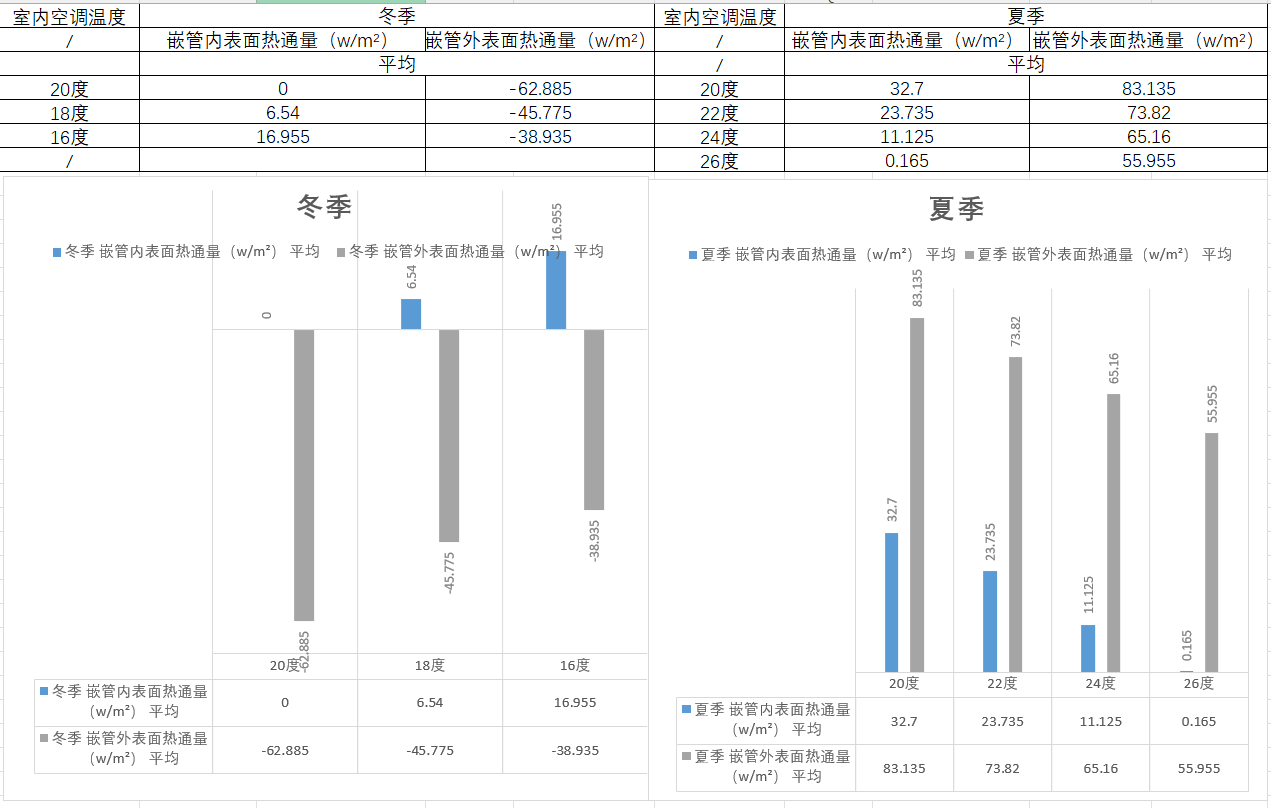 室内空调温度 冬季 室内空调温度 夏季
/ 嵌管内表面热通量（w/m²） 嵌管外表面热通量（w/m²） / 嵌管内表面热通量（w/m²） 嵌管外表面热通量（w/m²）
平均 / 平均
20度 0 -62.885 20度 32.7 83.135
18度 6.54 -45.775 22度 23.735 73.82
16度 16.955 -38.935 24度 11.125 65.16
/ 26度 0.165 55.955
冬季
冬季 嵌管内表面热通量（w/m²） 平均 冬季 嵌管外表面热通量（w/m²） 平均
0
6.54
16.955
-62.885
-45.775
-38.935
20度 18度 16度
冬季 嵌管内表面热通量
（w/m²） 平均
0 6.54 16.955
冬季 嵌管外表面热通量
（w/m²） 平均
-62.885 -45.775 -38.935
夏季
夏季 嵌管内表面热通量（w/m²） 平均 夏季 嵌管外表面热通量（w/m²） 平均
32.7
83.135
23.735
73.82
11.125
65.16
0.165
55.955
20度 22度 24度 26度
夏季 嵌管内表面热通量
（w/m²） 平均
32.7 23.735 11.125 0.165
夏季 嵌管外表面热通量
（w/m²） 平均
83.135 73.82 65.16 55.955